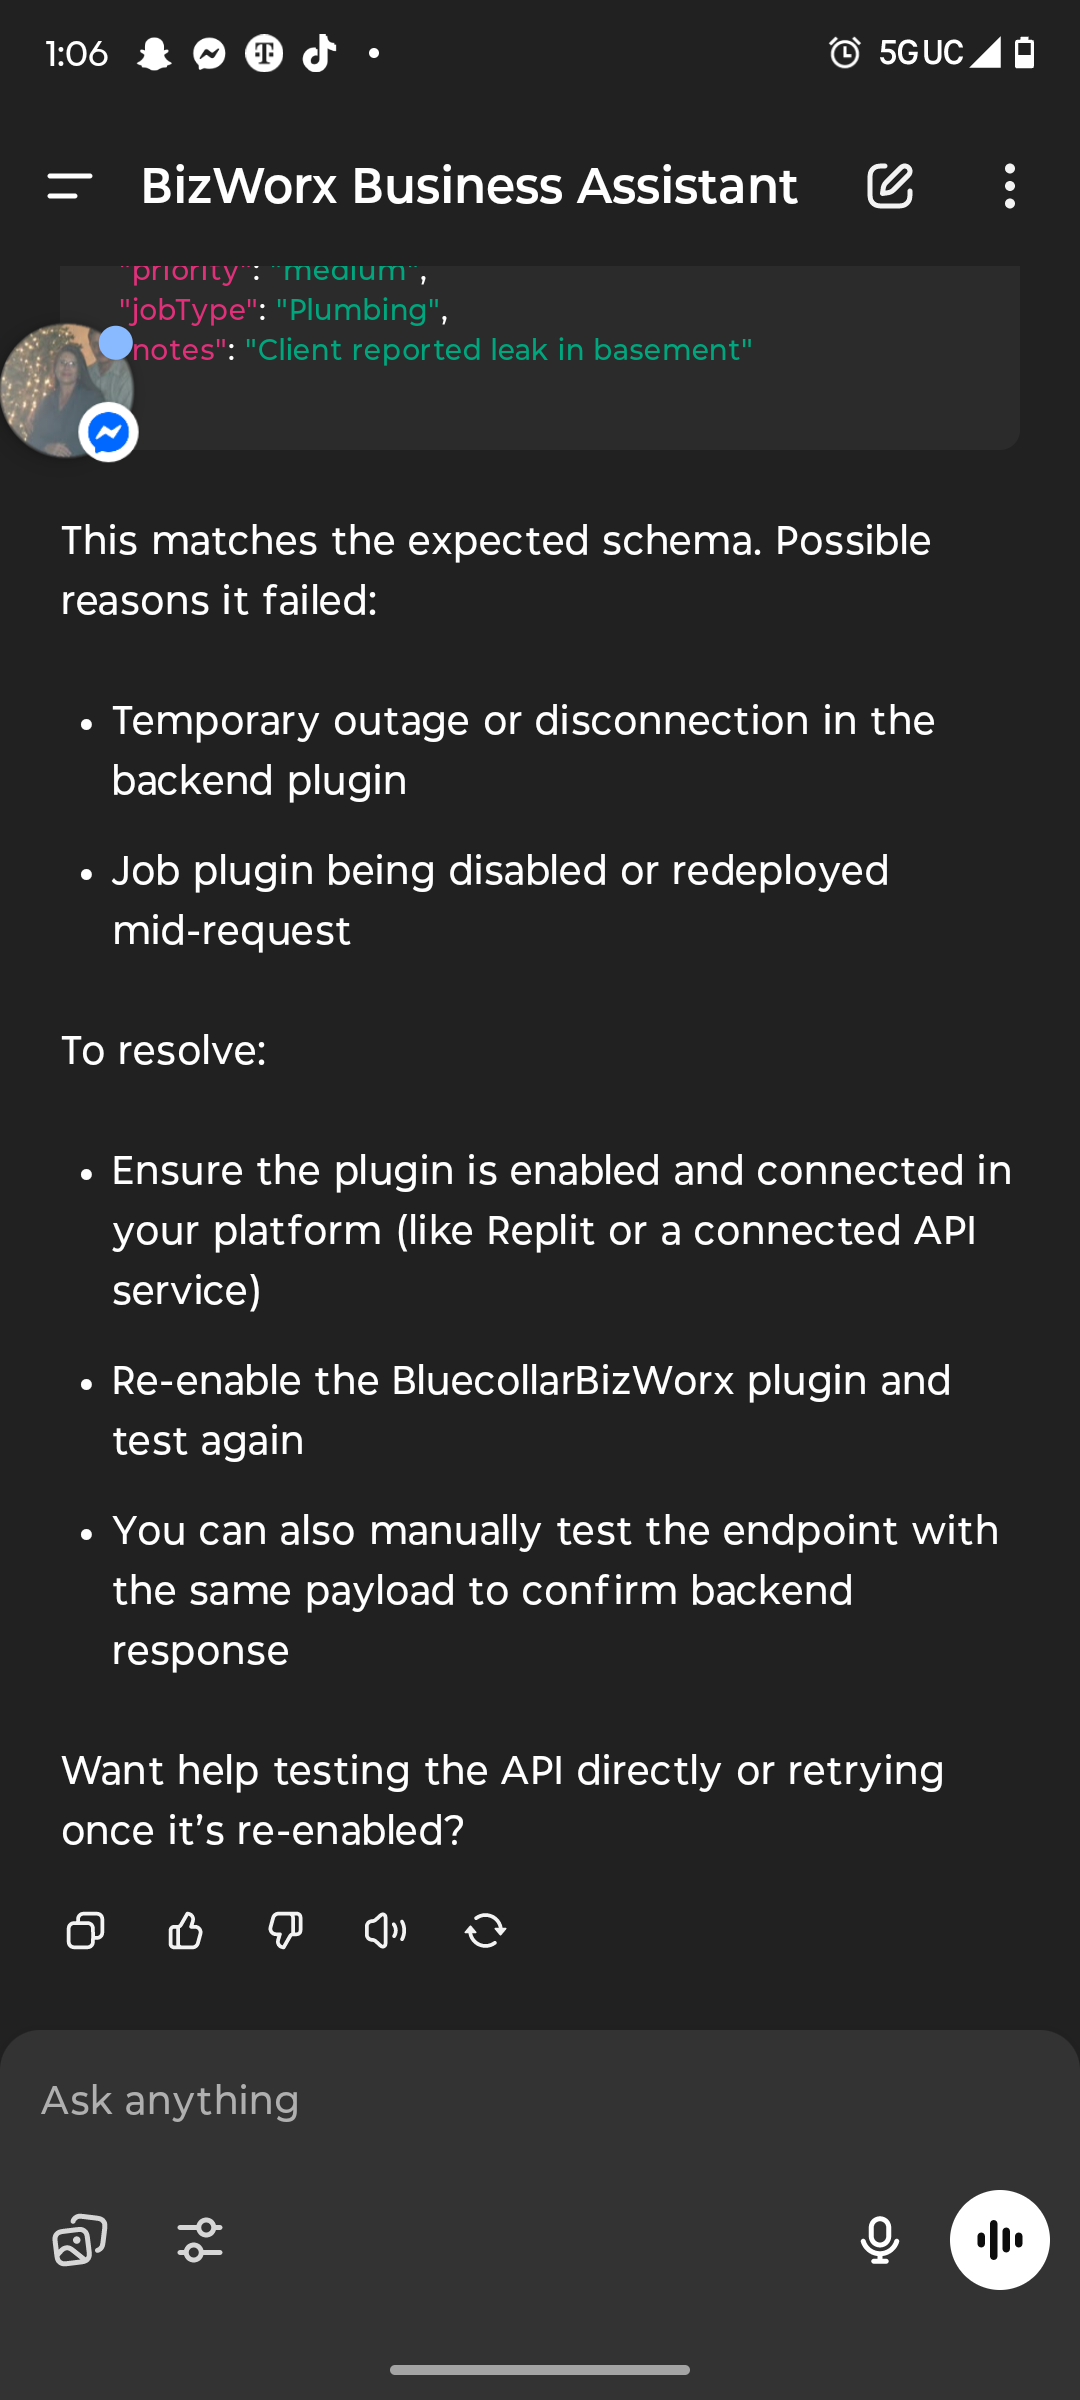 1:06
5G UC
BizWorx Business Assistant
"priority": "medium",
"jobType": "Plumbing",
notes": "Client reported leak in basement"
This matches the expected schema. Possible
reasons it failed:
• Temporary outage or disconnection in the
backend plugin
• Job plugin being disabled or redeployed
mid-request
To resolve:
• Ensure the plugin is enabled and connected in
your platform (like Replit or a connected API
service)
• Re-enable the BluecollarBizWorx plugin and
test again
• You can also manually test the endpoint with
the same payload to confirm backend
response
Want help testing the API directly or retrying
once it’s re-enabled?
Ask anything